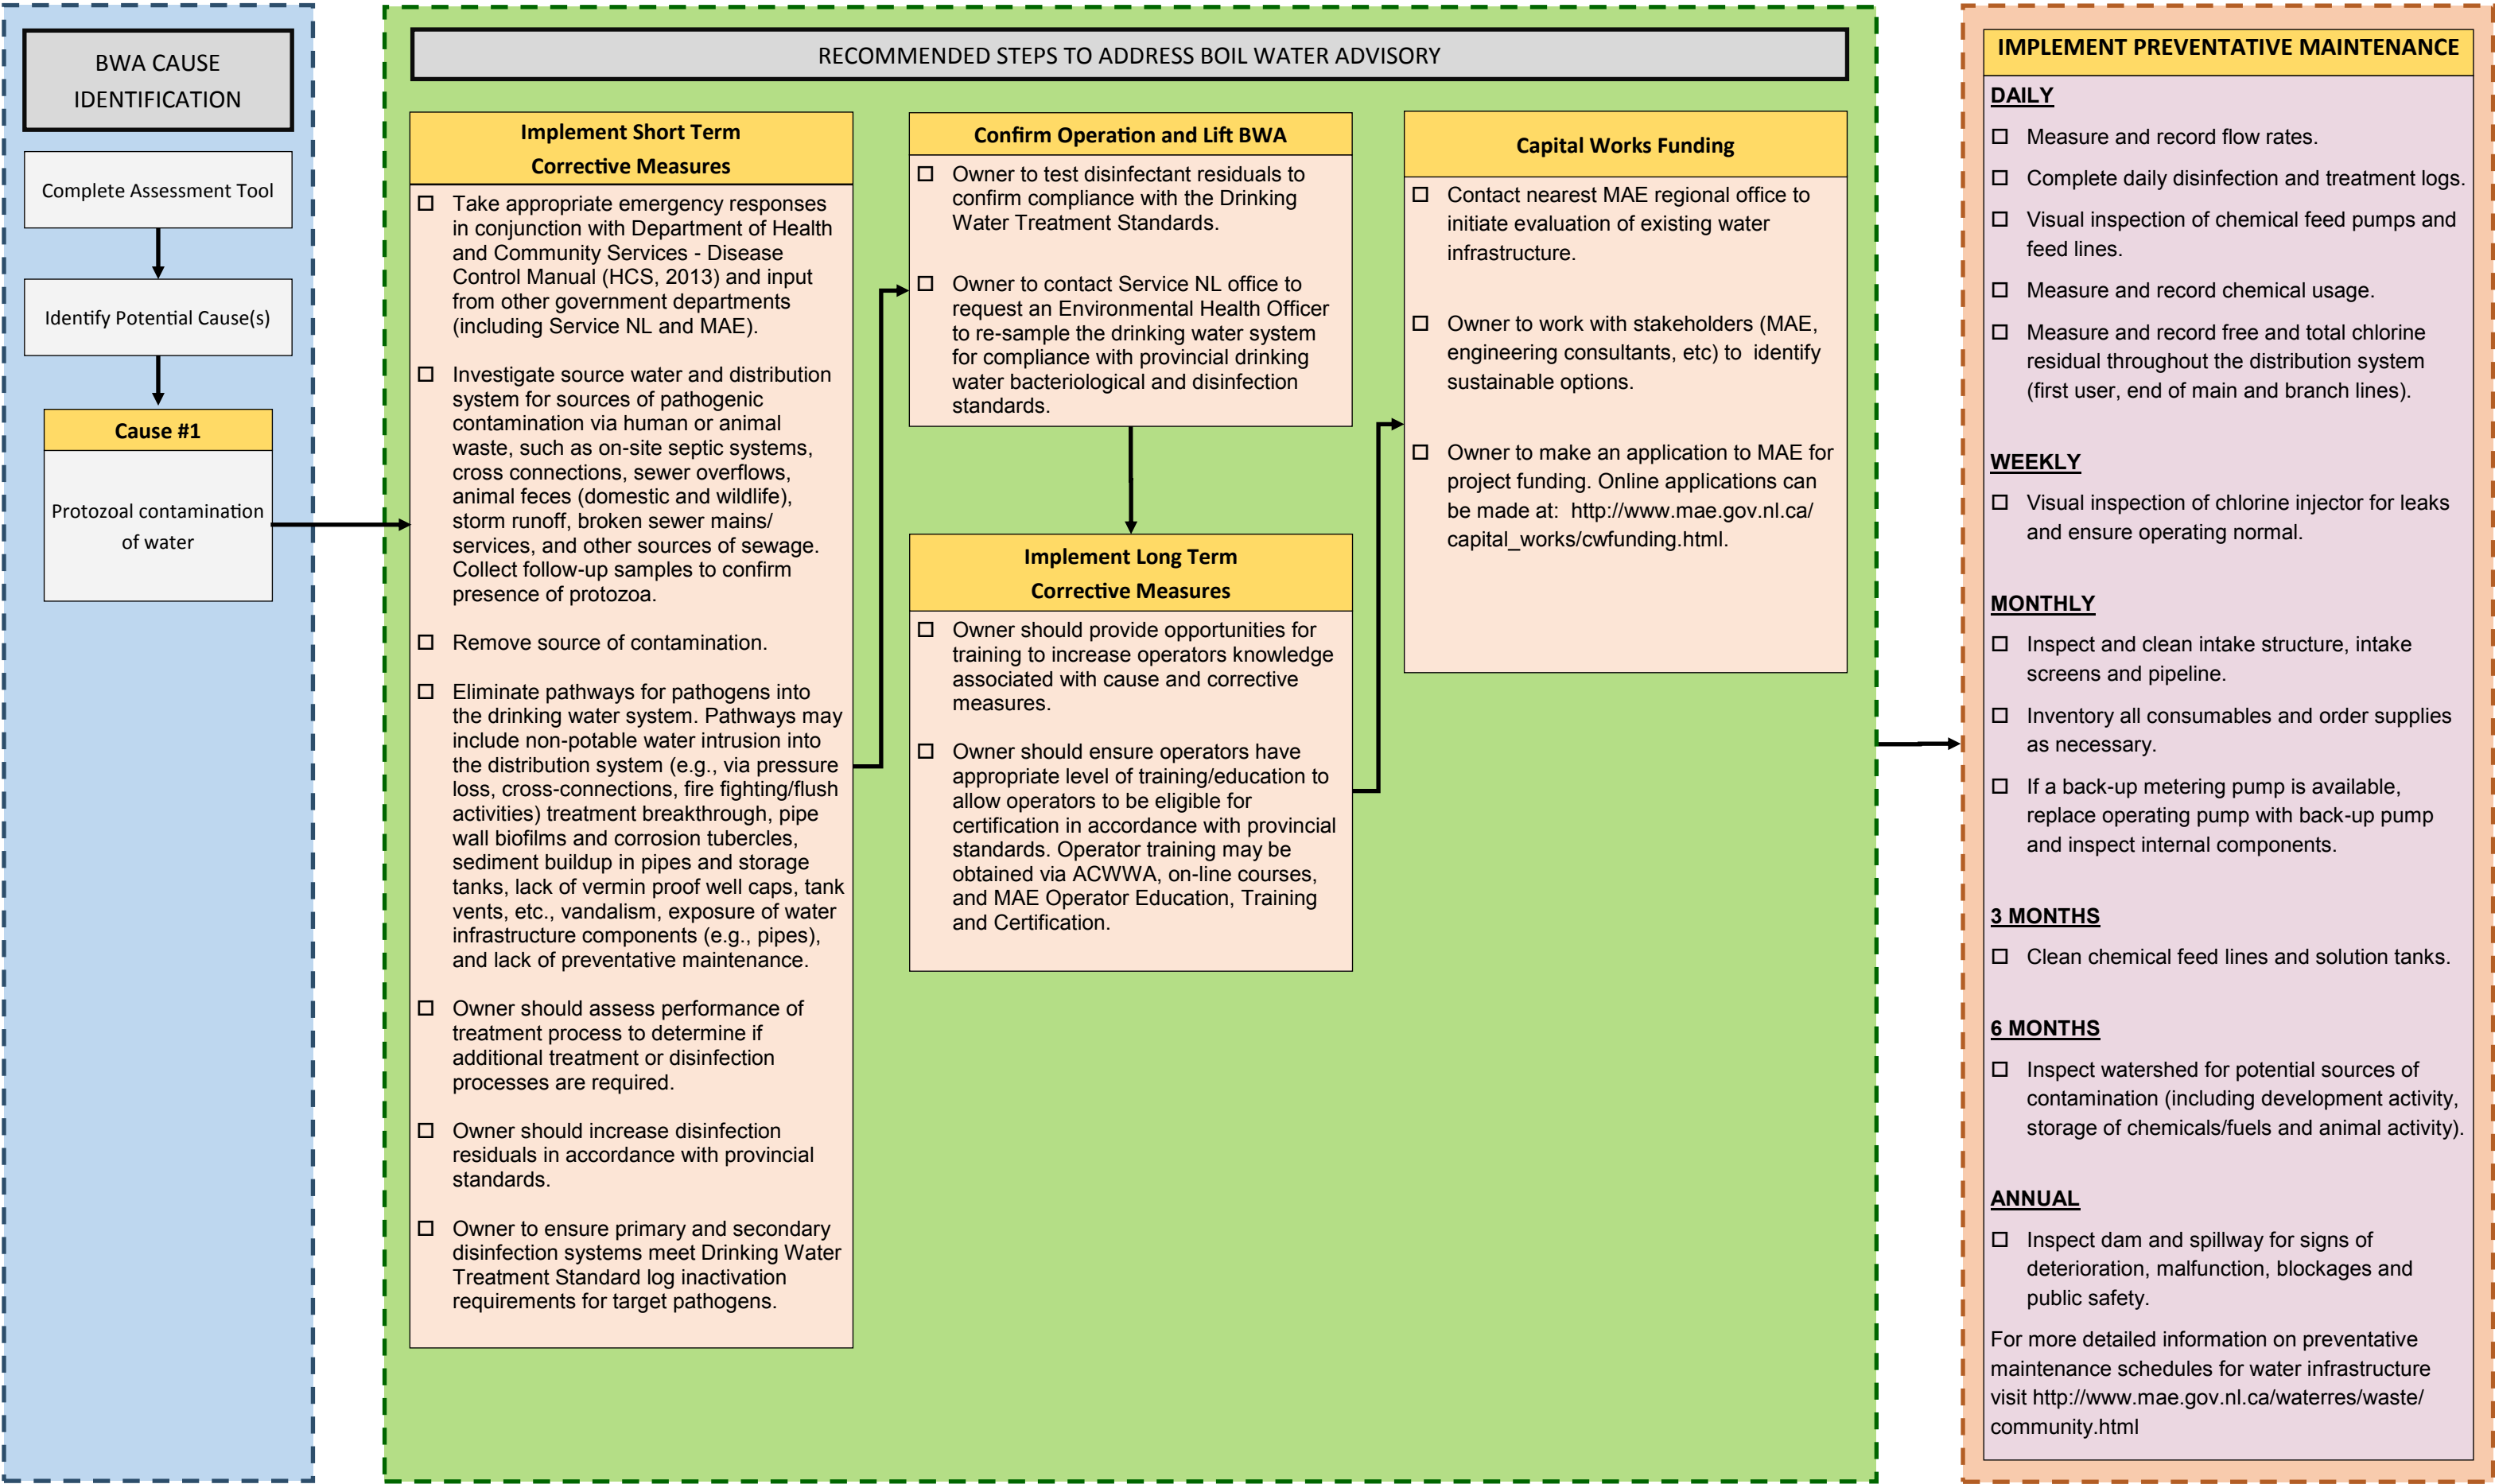 BWA CAUSE
IDENTIFICATION
Complete Assessment Tool
Identify Potential Cause(s)
Cause #1
Protozoal contamination
of water
RECOMMENDED STEPS TO ADDRESS BOIL WATER ADVISORY
Implement Short Term
Corrective Measures
☐ Take appropriate emergency responses
in conjunction with Department of Health
and Community Services - Disease
Control Manual (HCS, 2013) and input
from other government departments
(including Service NL and MAE).
☐ Investigate source water and distribution
system for sources of pathogenic
contamination via human or animal
waste, such as on-site septic systems,
cross connections, sewer overflows,
animal feces (domestic and wildlife),
storm runoff, broken sewer mains/
services, and other sources of sewage.
Collect follow-up samples to confirm
presence of protozoa.
☐ Remove source of contamination.
☐ Eliminate pathways for pathogens into
the drinking water system. Pathways may
include non-potable water intrusion into
the distribution system (e.g., via pressure
loss, cross-connections, fire fighting/flush
activities) treatment breakthrough, pipe
wall biofilms and corrosion tubercles,
sediment buildup in pipes and storage
tanks, lack of vermin proof well caps, tank
vents, etc., vandalism, exposure of water
infrastructure components (e.g., pipes),
and lack of preventative maintenance.
☐ Owner should assess performance of
treatment process to determine if
additional treatment or disinfection
processes are required.
☐ Owner should increase disinfection
residuals in accordance with provincial
standards.
☐ Owner to ensure primary and secondary
disinfection systems meet Drinking Water
Treatment Standard log inactivation
requirements for target pathogens.
Confirm Operation and Lift BWA
☐ Owner to test disinfectant residuals to
confirm compliance with the Drinking
Water Treatment Standards.
☐ Owner to contact Service NL office to
request an Environmental Health Officer
to re-sample the drinking water system
for compliance with provincial drinking
water bacteriological and disinfection
standards.
Implement Long Term
Corrective Measures
☐ Owner should provide opportunities for
training to increase operators knowledge
associated with cause and corrective
measures.
☐ Owner should ensure operators have
appropriate level of training/education to
allow operators to be eligible for
certification in accordance with provincial
standards. Operator training may be
obtained via ACWWA, on-line courses,
and MAE Operator Education, Training
and Certification.
Capital Works Funding
☐ Contact nearest MAE regional office to
initiate evaluation of existing water
infrastructure.
☐ Owner to work with stakeholders (MAE,
engineering consultants, etc) to identify
sustainable options.
☐ Owner to make an application to MAE for
project funding. Online applications can
be made at: http://www.mae.gov.nl.ca/
capital_works/cwfunding.html.
IMPLEMENT PREVENTATIVE MAINTENANCE
DAILY
☐ Measure and record flow rates.
☐ Complete daily disinfection and treatment logs.
☐ Visual inspection of chemical feed pumps and
feed lines.
☐ Measure and record chemical usage.
☐ Measure and record free and total chlorine
residual throughout the distribution system
(first user, end of main and branch lines).
WEEKLY
☐ Visual inspection of chlorine injector for leaks
and ensure operating normal.
MONTHLY
☐ Inspect and clean intake structure, intake
screens and pipeline.
☐ Inventory all consumables and order supplies
as necessary.
☐ If a back-up metering pump is available,
replace operating pump with back-up pump
and inspect internal components.
3 MONTHS
☐ Clean chemical feed lines and solution tanks.
6 MONTHS
☐ Inspect watershed for potential sources of
contamination (including development activity,
storage of chemicals/fuels and animal activity).
ANNUAL
☐ Inspect dam and spillway for signs of
deterioration, malfunction, blockages and
public safety.
For more detailed information on preventative
maintenance schedules for water infrastructure
visit http://www.mae.gov.nl.ca/waterres/waste/
community.html